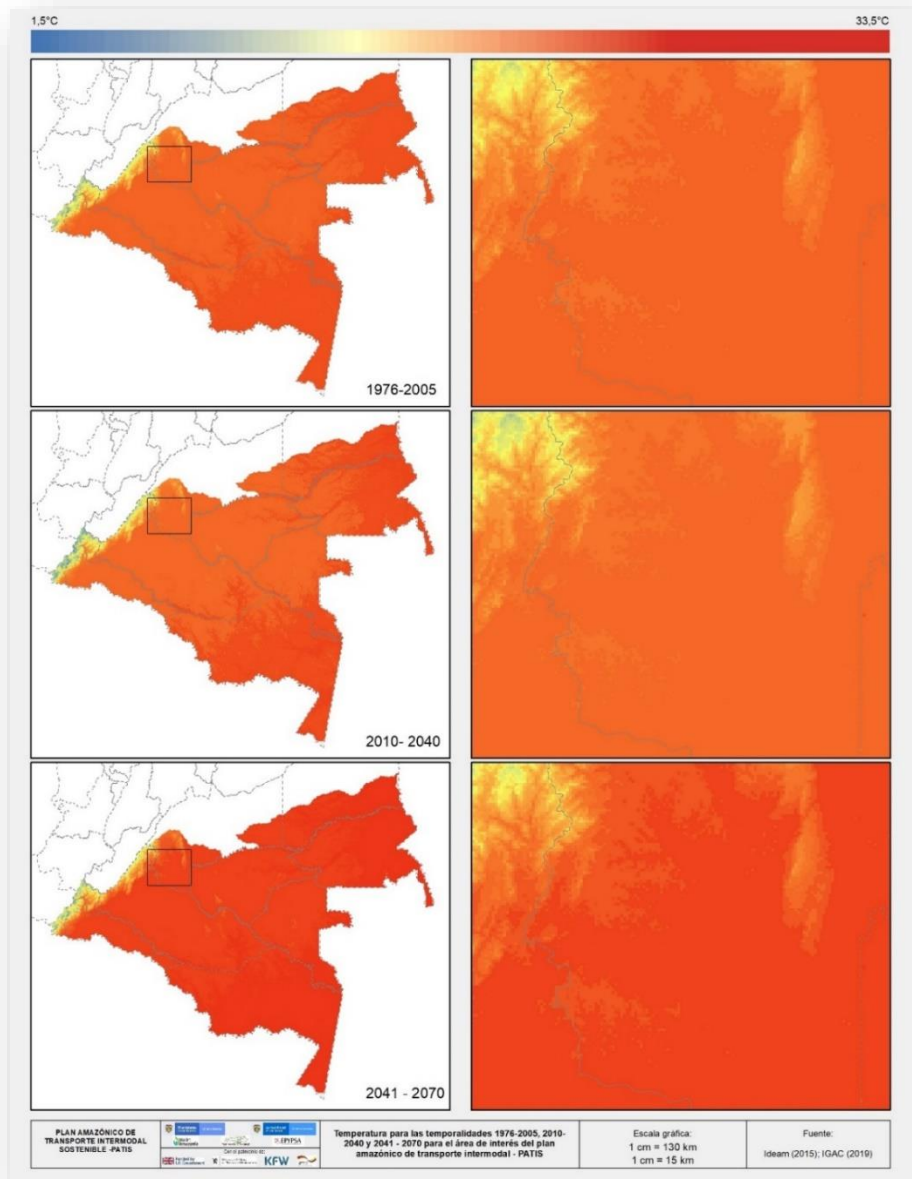 1,5°C
33,5°C
1976-2005
2010- 2040
2041 - 2070
PLAN AMAZÓNICO DE
TRANSPORTE INTERMODAL
SOSTENIBLE -PATIS
EPYPSA
KFW
Temperatura para las temporalidades 1976-2005, 2010-
2040 y 2041 - 2070 para el área de interés del plan
amazónico de transporte intermodal - PATIS
Escala gráfica:
1 cm = 130 km
1 cm = 15 km
Fuente:
Ideam (2015); IGAC (2019)